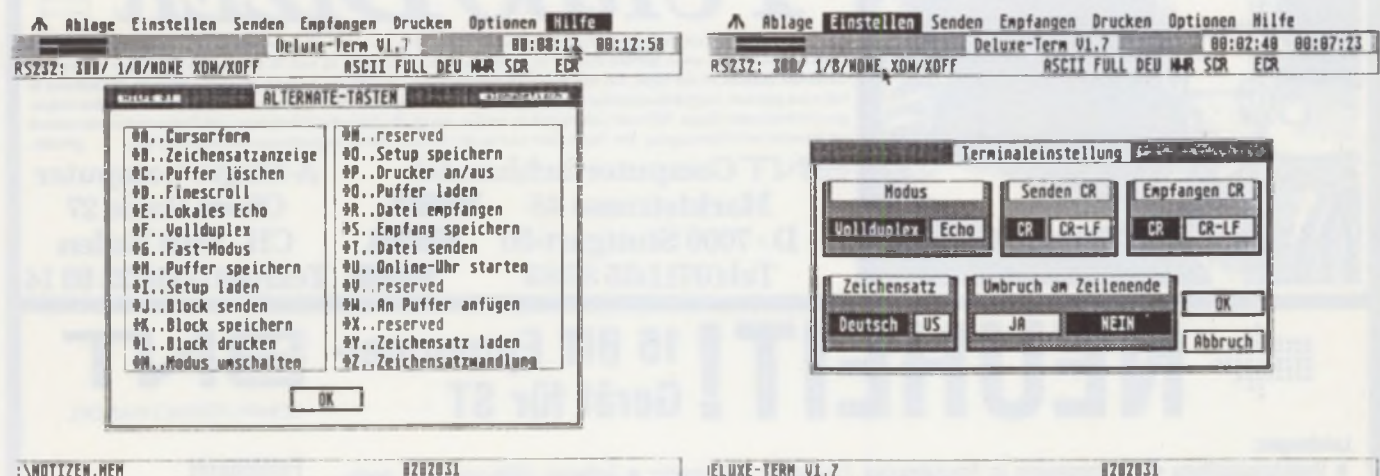 Ablage Einstellen Senden Empfangen Drucken Optionen Hilfe
Deluxe-Term V1.7 00:08:17 00:12:58
RS232: 300/ 1/8/NONE XON/XOFF ASCII FULL DEU NWR SCR ECR
ALTERNATE-TASTEN
A..Cursorform
B..Zeichensatzanzeige
C..Puffer löschen
D..Finescroll
E..Lokales Echo
F..Vollduplex
G..Fast-Modus
H..Puffer speichern
I..Setup laden
J..Block senden
K..Block speichern
L..Block drucken
M..Modus umschalten
N..reserved
O..Setup speichern
P..Drucker an/aus
Q..Puffer laden
R..Datei empfangen
S..Empfang speichern
T..Datei senden
U..Online-Uhr starten
V..reserved
W..An Puffer anfügen
X..reserved
Y..Zeichensatz laden
Z..Zeichensatzwandlung
OK
:\NOTIZEN.MEM 0202031
Ablage Einstellen Senden Empfangen Drucken Optionen Hilfe
Deluxe-Term V1.7 00:02:40 00:07:23
RS232: 300/ 1/8/NONE XON/XOFF ASCII FULL DEU NWR SCR ECR
Terminaleinstellung
Modus
Vollduplex Echo
Senden CR
CR CR-LF
Empfangen CR
CR CR-LF
Zeichensatz
Deutsch US
Umbruch am Zeilenende
JA NEIN
OK
Abbruch
DELUXE-TERM V1.7 0202031